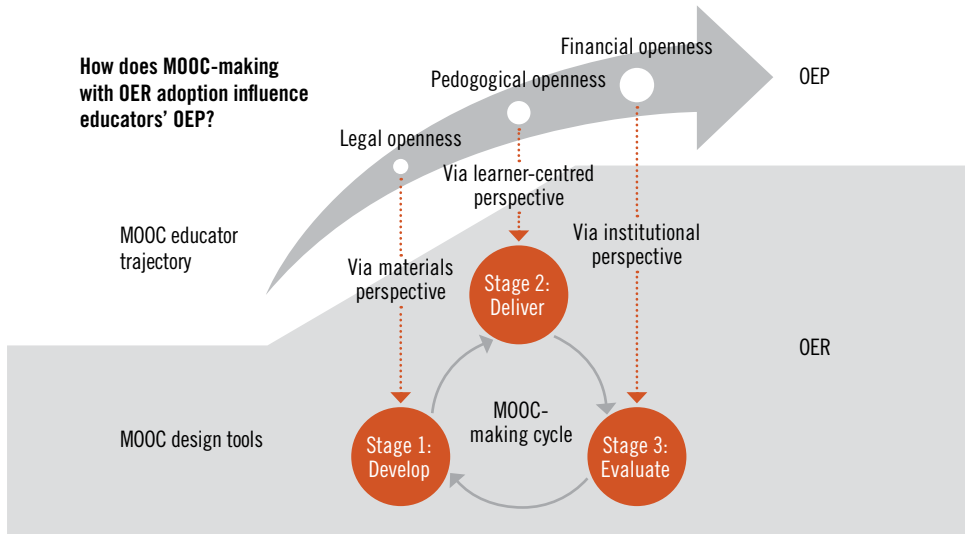 How does MOOC-making
with OER adoption influence
educators’ OEP?
Financial openness
Pedogogical openness
Legal openness
OEP
MOOC educator
trajectory
Via materials
perspective
Via learner-centred
perspective
Via institutional
perspective
Stage 2:
Deliver
OER
MOOC design tools
Stage 1:
Develop
MOOC-
making cycle
Stage 3:
Evaluate